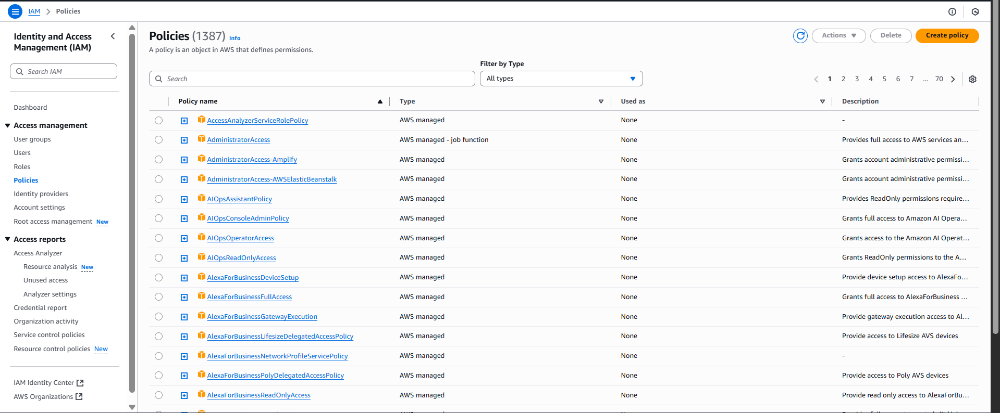 IAM > Policies
Identity and Access
Management (IAM)
Search IAM
Dashboard
Access management
User groups
Users
Roles
Policies
Identity providers
Account settings
Root access management New
Access reports
Access Analyzer
Resource analysis New
Unused access
Analyzer settings
Credential report
Organization activity
Service control policies
Resource control policies New
IAM Identity Center
AWS Organizations
Policies (1387) Info
A policy is an object in AWS that defines permissions.
Actions
Delete
Create policy
Filter by Type
Search
All types
1 2 3 4 5 6 7 ... 70
Policy name Type Used as Description
AccessAnalyzerServiceRolePolicy AWS managed None -
AdministratorAccess AWS managed - job function None Provides full access to AWS services an...
AdministratorAccess-Amplify AWS managed None Grants account administrative permissi...
AdministratorAccess-AWSElasticBeanstalk AWS managed None Grants account administrative permissi...
AIOpsAssistantPolicy AWS managed None Provides ReadOnly permissions require...
AIOpsConsoleAdminPolicy AWS managed None Grants full access to Amazon AI Opera...
AIOpsOperatorAccess AWS managed None Grants access to the Amazon AI Operat...
AIOpsReadOnlyAccess AWS managed None Grants ReadOnly permissions to the A...
AlexaForBusinessDeviceSetup AWS managed None Provide device setup access to AlexaFo...
AlexaForBusinessFullAccess AWS managed None Grants full access to AlexaForBusiness ...
AlexaForBusinessGatewayExecution AWS managed None Provide gateway execution access to Al...
AlexaForBusinessLifesizeDelegatedAccessPolicy AWS managed None Provide access to Lifesize AVS devices
AlexaForBusinessNetworkProfileServicePolicy AWS managed None -
AlexaForBusinessPolyDelegatedAccessPolicy AWS managed None Provide access to Poly AVS devices
AlexaForBusinessReadOnlyAccess AWS managed None Provide read only access to AlexaForBu...